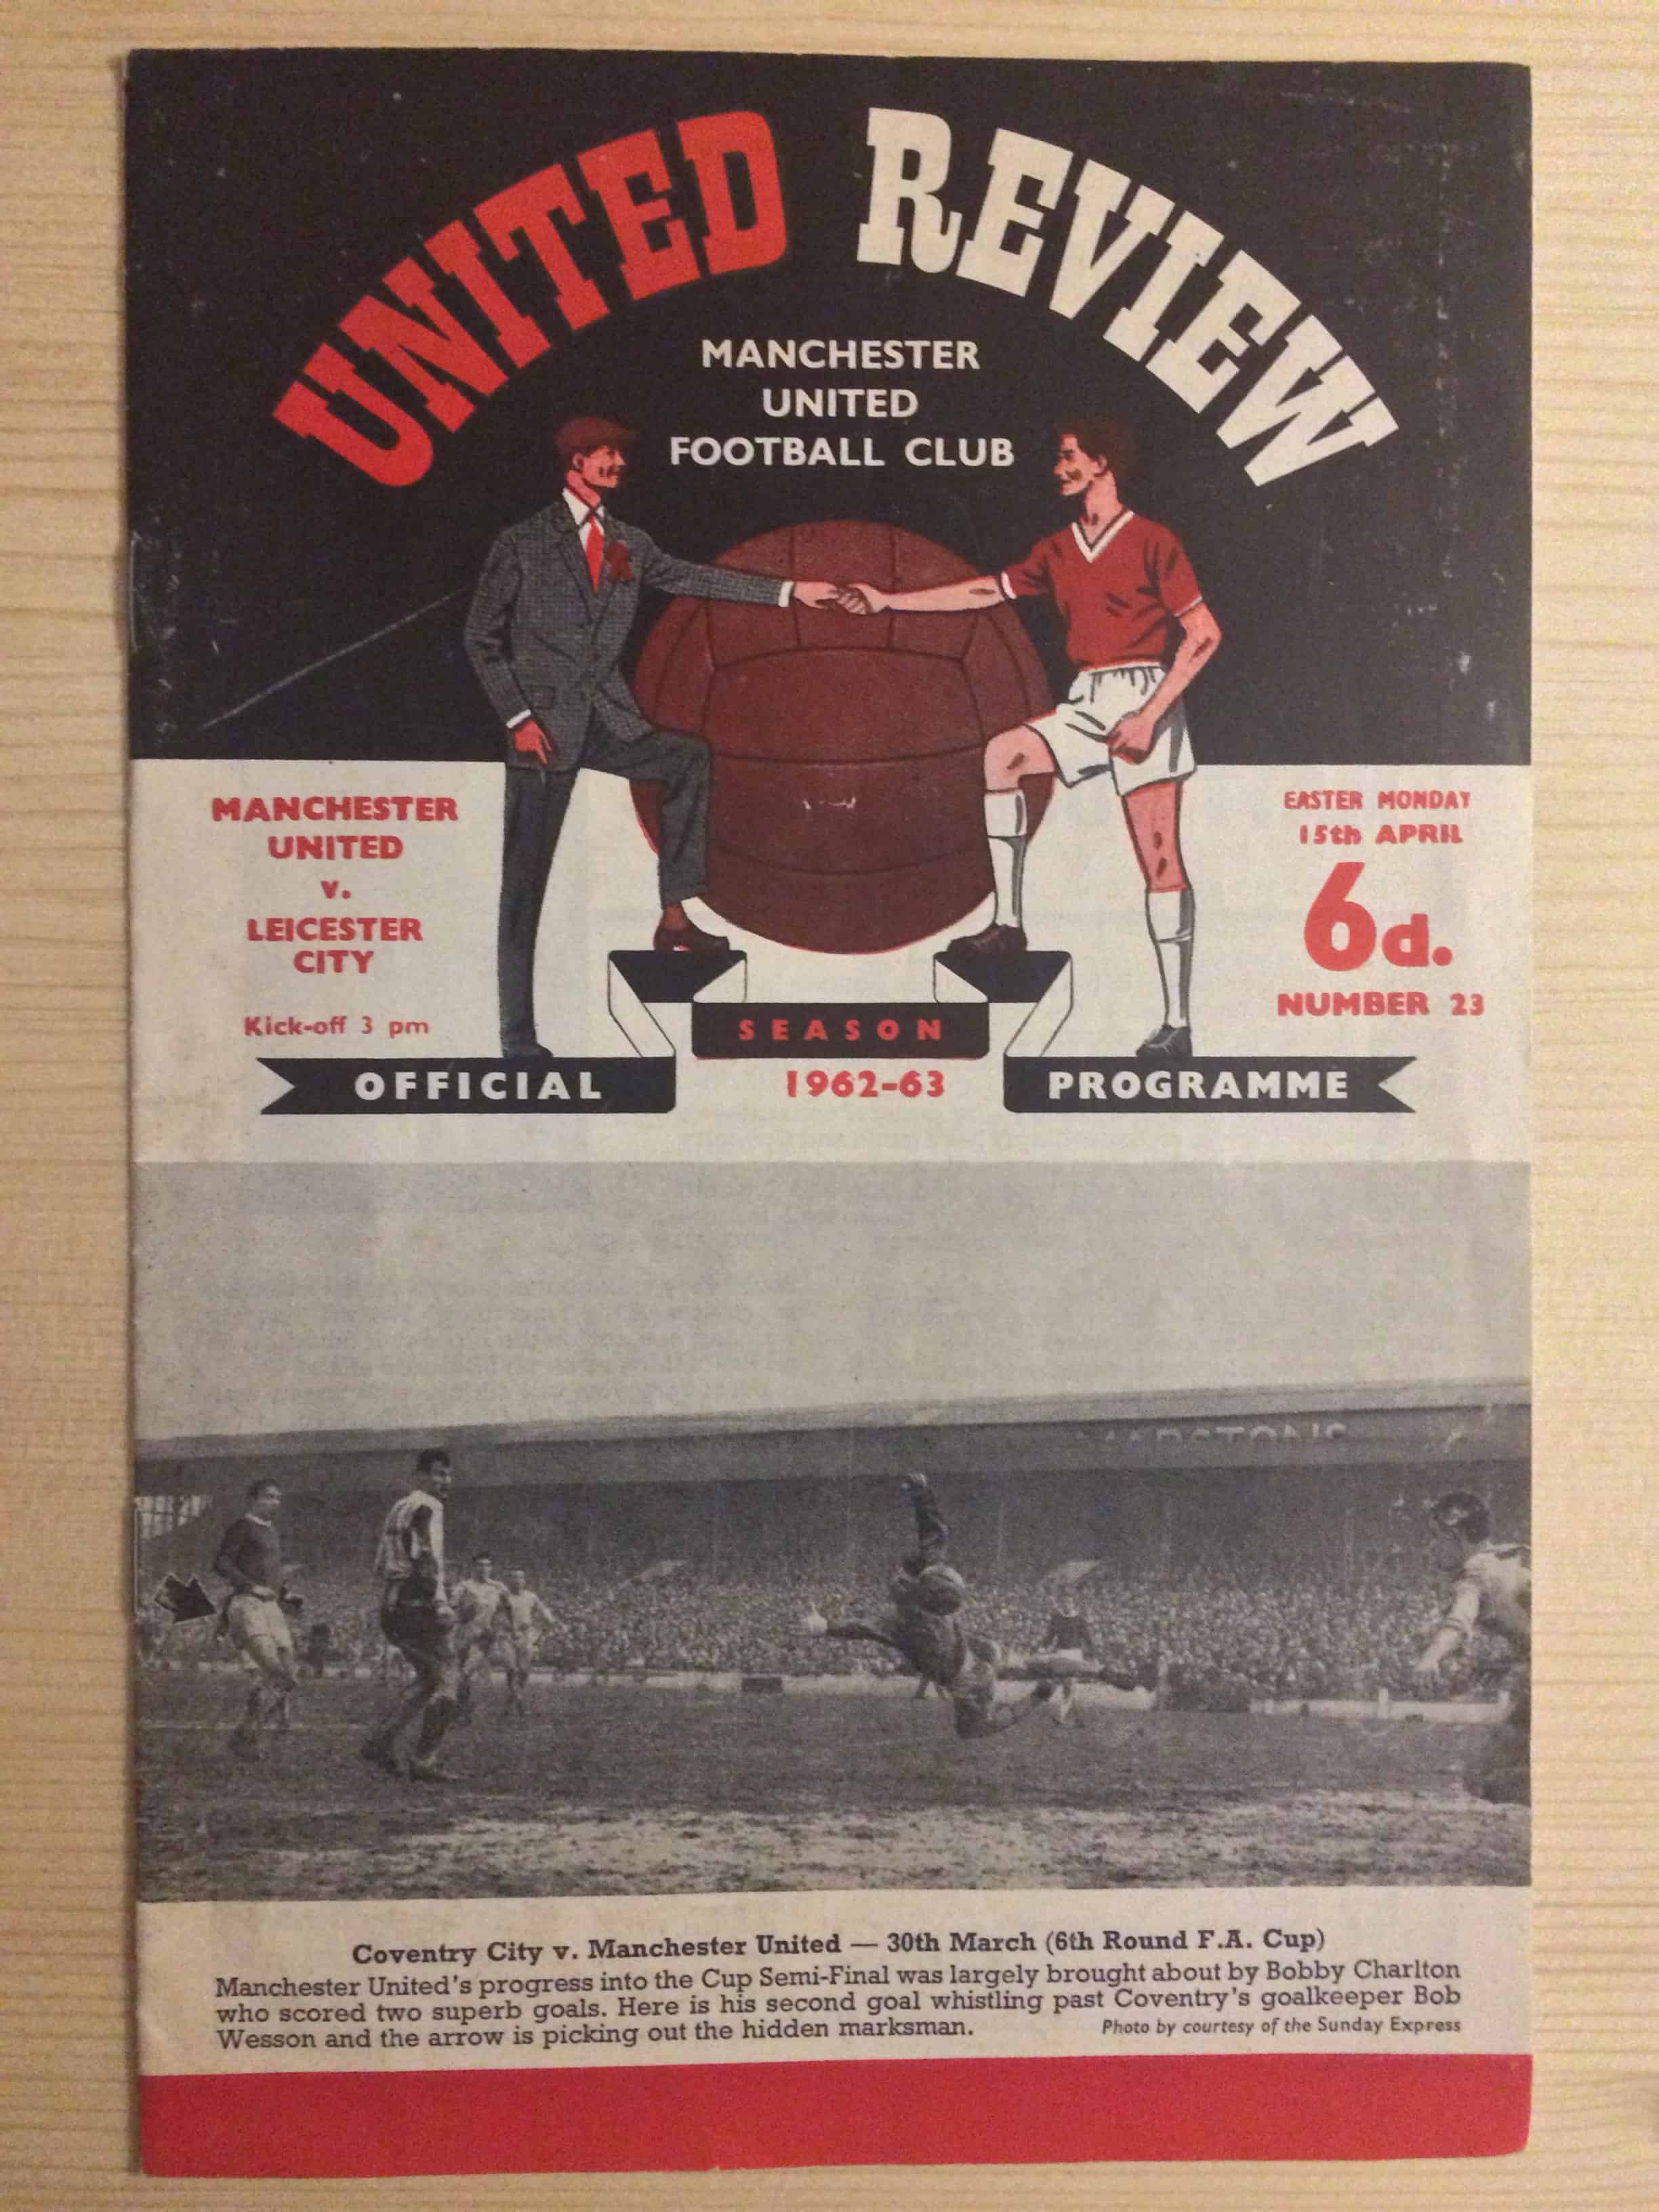 UNITED REVIEW
MANCHESTER
UNITED
FOOTBALL CLUB
MANCHESTER
UNITED
v.
LEICESTER
CITY
Kick-off 3 pm
EASTER MONDAY
15th APRIL
6d.
NUMBER 23
SEASON
1962-63
OFFICIAL
PROGRAMME
MARSTON'S
Coventry City v. Manchester United — 30th March (6th Round F.A. Cup)
Manchester United's progress into the Cup Semi-Final was largely brought about by Bobby Charlton
who scored two superb goals. Here is his second goal whistling past Coventry's goalkeeper Bob
Wesson and the arrow is picking out the hidden marksman.
Photo by courtesy of the Sunday Express